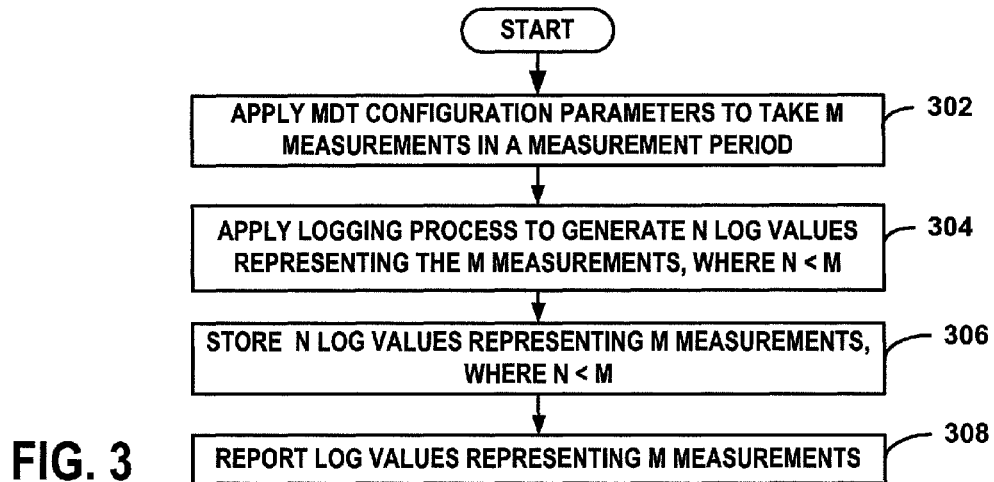 START
APPLY MDT CONFIGURATION PARAMETERS TO TAKE M
MEASUREMENTS IN A MEASUREMENT PERIOD
302
APPLY LOGGING PROCESS TO GENERATE N LOG VALUES
REPRESENTING THE M MEASUREMENTS, WHERE N < M
304
STORE N LOG VALUES REPRESENTING M MEASUREMENTS,
WHERE N < M
306
REPORT LOG VALUES REPRESENTING M MEASUREMENTS
308
FIG. 3